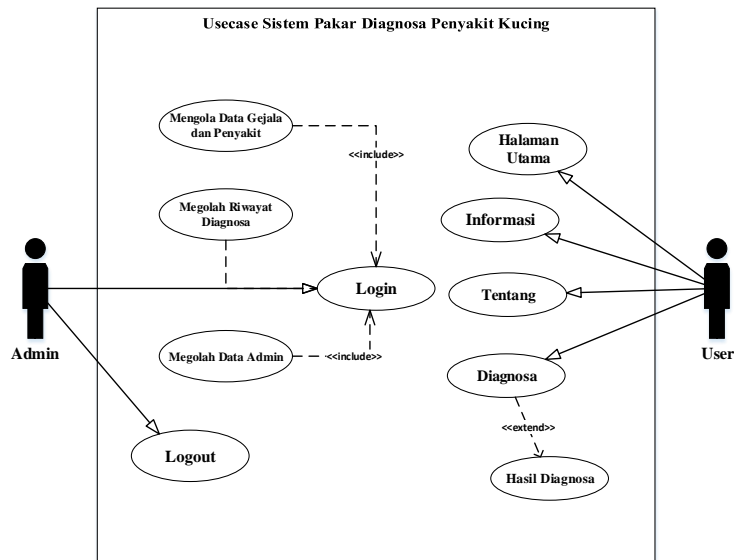 Usecase Sistem Pakar Diagnosa Penyakit Kucing
Mengola Data Gejala
dan Penyakit
<<include>>
Halaman
Utama
Megolah Riwayat
Diagnosa
Informasi
Login
Tentang
Admin
Megolah Data Admin
<<include>>
User
Diagnosa
<<extend>>
Logout
Hasil Diagnosa